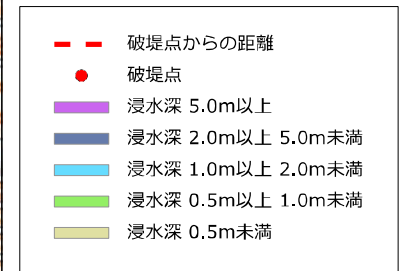 破堤点からの距離
破堤点
浸水深 5.0m以上
浸水深 2.0m以上 5.0m未満
浸水深 1.0m以上 2.0m未満
浸水深 0.5m以上 1.0m未満
浸水深 0.5m未満